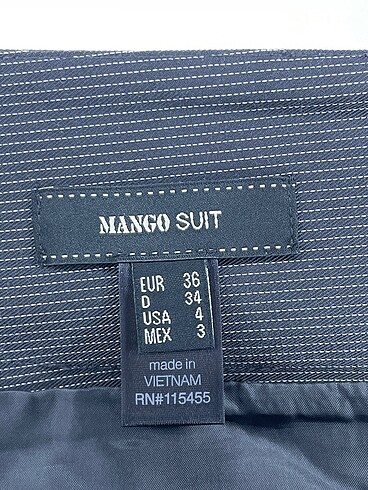 MANGO SUIT
EUR 36
D 34
USA 4
MEX 3
made in
VIETNAM
RN#115455